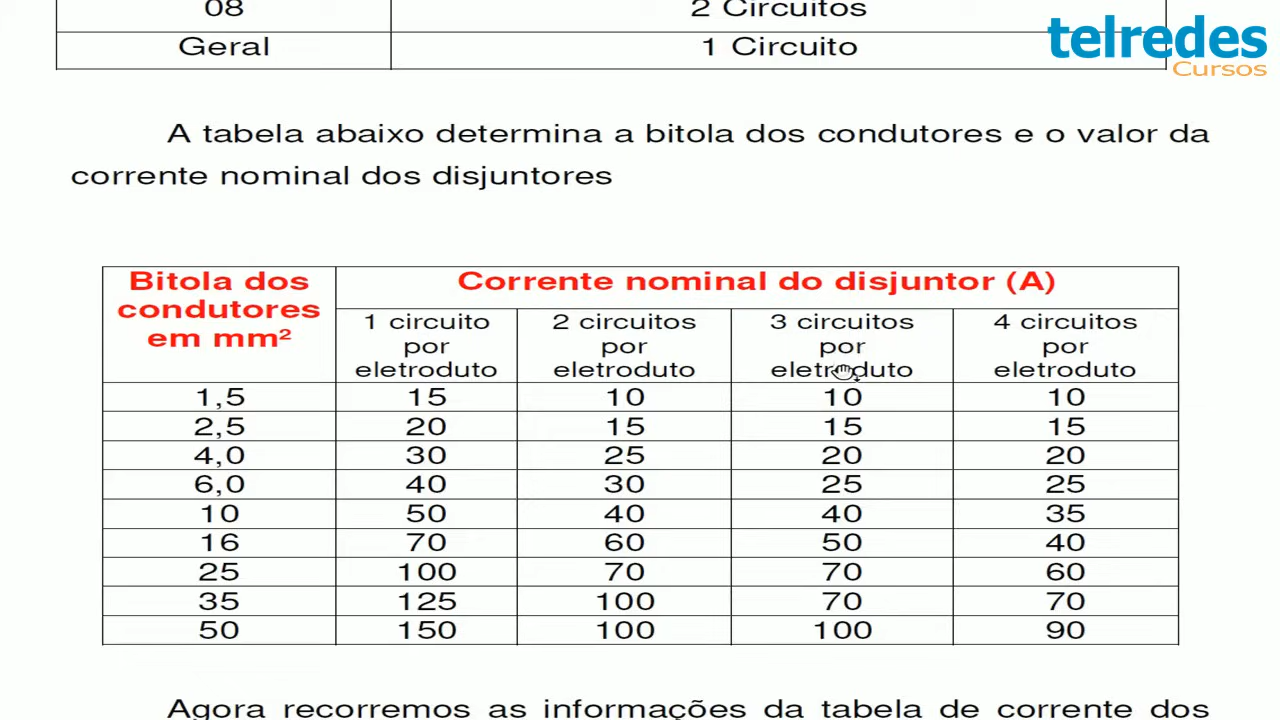 08 2 Circuitos
Geral 1 Circuito
telredes
Cursos
A tabela abaixo determina a bitola dos condutores e o valor da
corrente nominal dos disjuntores
Bitola dos
condutores
em mm²
Corrente nominal do disjuntor (A)
1 circuito
por
eletroduto
2 circuitos
por
eletroduto
3 circuitos
por
eletroduto
4 circuitos
por
eletroduto
1,5 15 10 10 10
2,5 20 15 15 15
4,0 30 25 20 20
6,0 40 30 25 25
10 50 40 40 35
16 70 60 50 40
25 100 70 70 60
35 125 100 70 70
50 150 100 100 90
Agora recorremos as informações da tabela de corrente dos